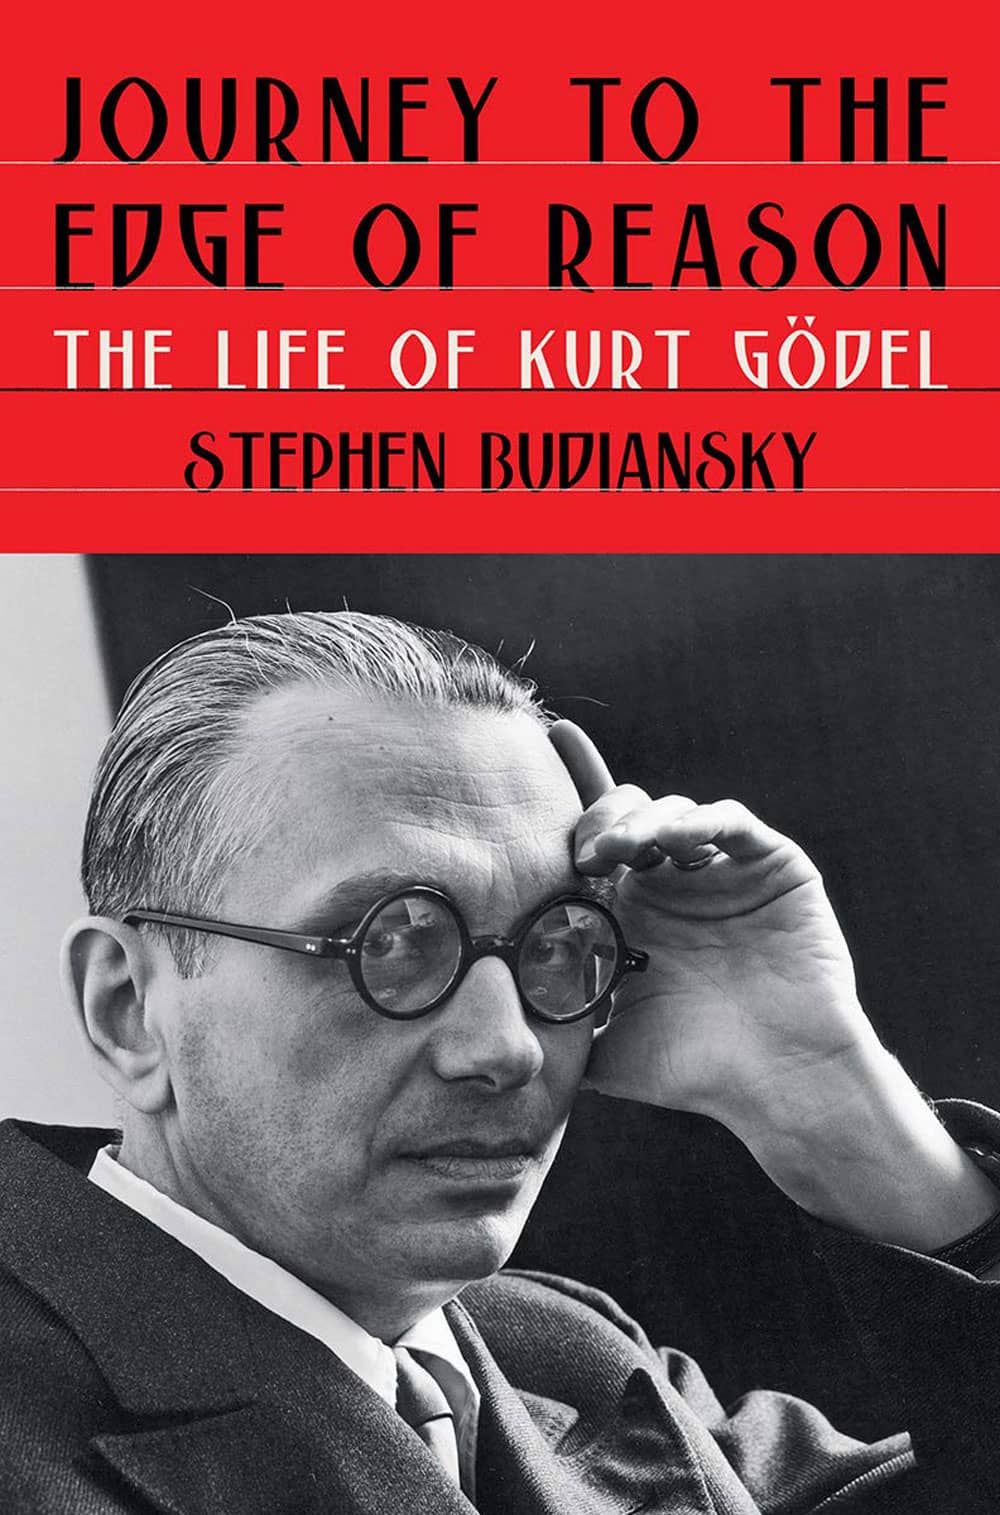 JOURNEY TO THE
EDGE OF REASON
THE LIFE OF KURT GÖDEL
STEPHEN BUDIANSKY